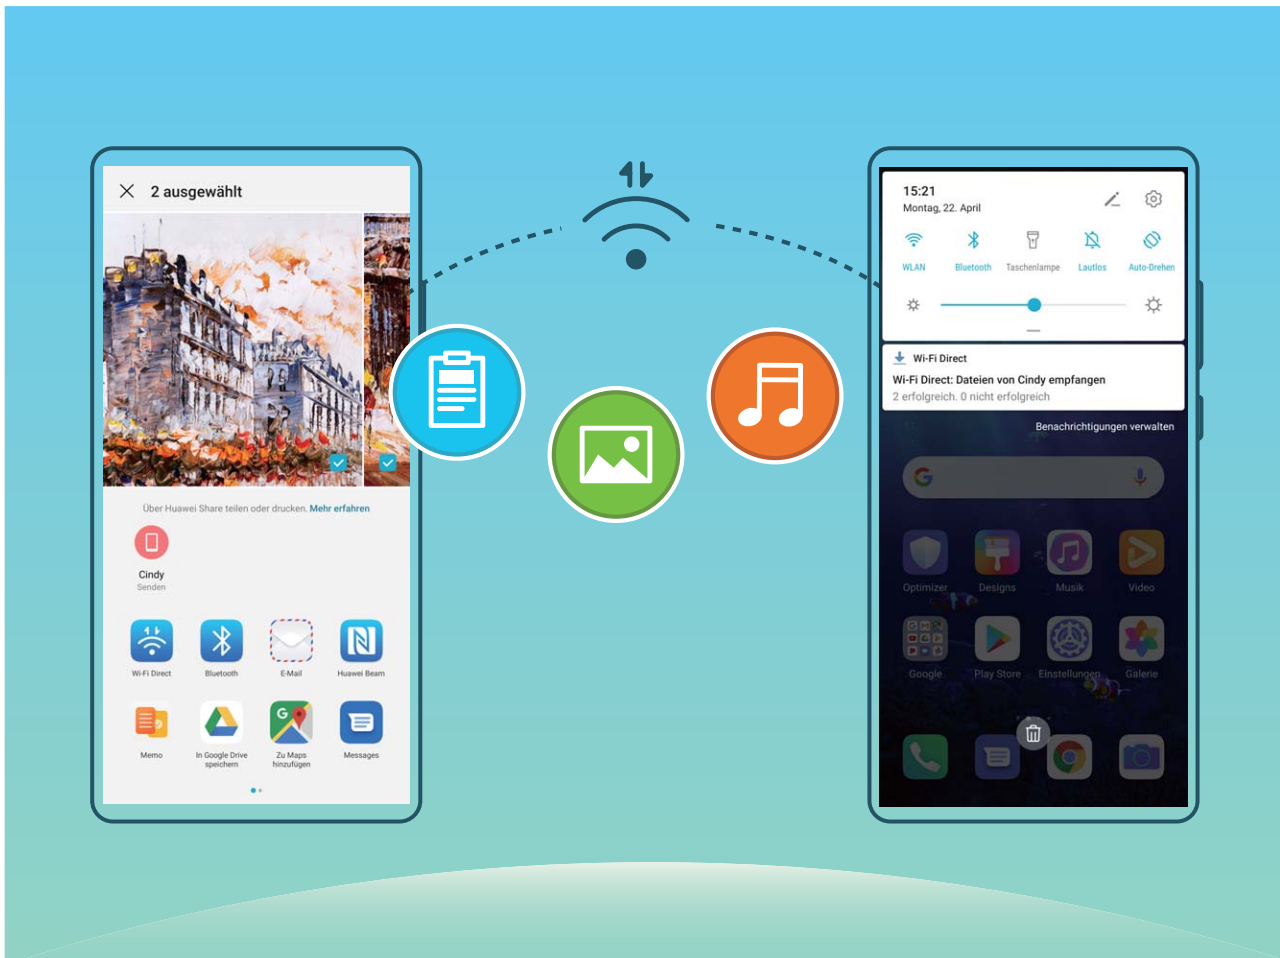 2 ausgewählt
Über Huawei Share teilen oder drucken. Mehr erfahren
Cindy
Senden
Wi-Fi Direct
Bluetooth
E-Mail
Huawei Beam
Memo
In Google Drive
speichern
Zu Maps
hinzufügen
Messages
15:21
Montag, 22. April
WLAN
Bluetooth
Taschenlampe
Lautlos
Auto-Drehen
Wi-Fi Direct
Wi-Fi Direct: Dateien von Cindy empfangen
2 erfolgreich. 0 nicht erfolgreich
Benachrichtigungen verwalten
Optimizer
Designs
Musik
Video
Google
Play Store
Einstellungen
Galerie